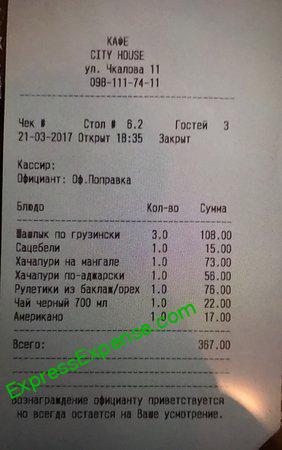 КАФЕ
CITY HOUSE
ул. Чкалова 11
098-111-74-11
Чек # Стол # 6.2 Гостей 3
21-03-2017 Открыт 18:35 Закрыт
Кассир:
Официант: Оф.Поправка
Блюдо Кол-во Сумма
Шашлык по грузински 3.0 108.00
Сацебели 1.0 15.00
Хачапури на мангале 1.0 73.00
Хачапури по-аджарски 1.0 56.00
Рулетики из баклаж/орех 1.0 76.00
Чай черный 700 мл 1.0 22.00
Американо 1.0 17.00
Всего: 367.00
ExpressExpense.com
Вознаграждение официанту приветствуется
но всегда остается на Ваше усмотрение.